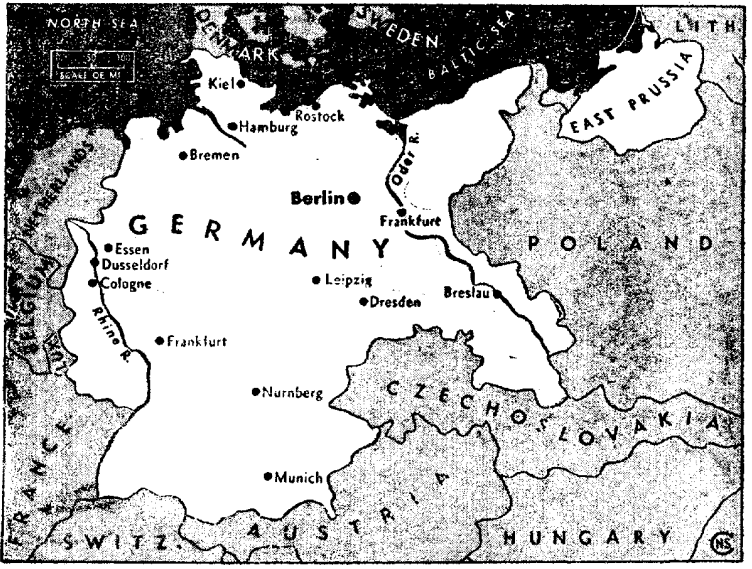 NORTH SEA
DENMARK
SWEDEN
BALTIC SEA
LITH.
SCALE OF MI.
Kiel
Rostock
Hamburg
EAST PRUSSIA
Bremen
NETHERLANDS
Oder R.
Berlin
Frankfurt
GERMANY
POLAND
Essen
Dusseldorf
Cologne
BELGIUM
Leipzig
Dresden
Breslau
Rhine R.
LUX.
Frankfurt
CZECHOSLOVAKIA
Nurnberg
FRANCE
Munich
AUSTRIA
SWITZ.
HUNGARY
NS